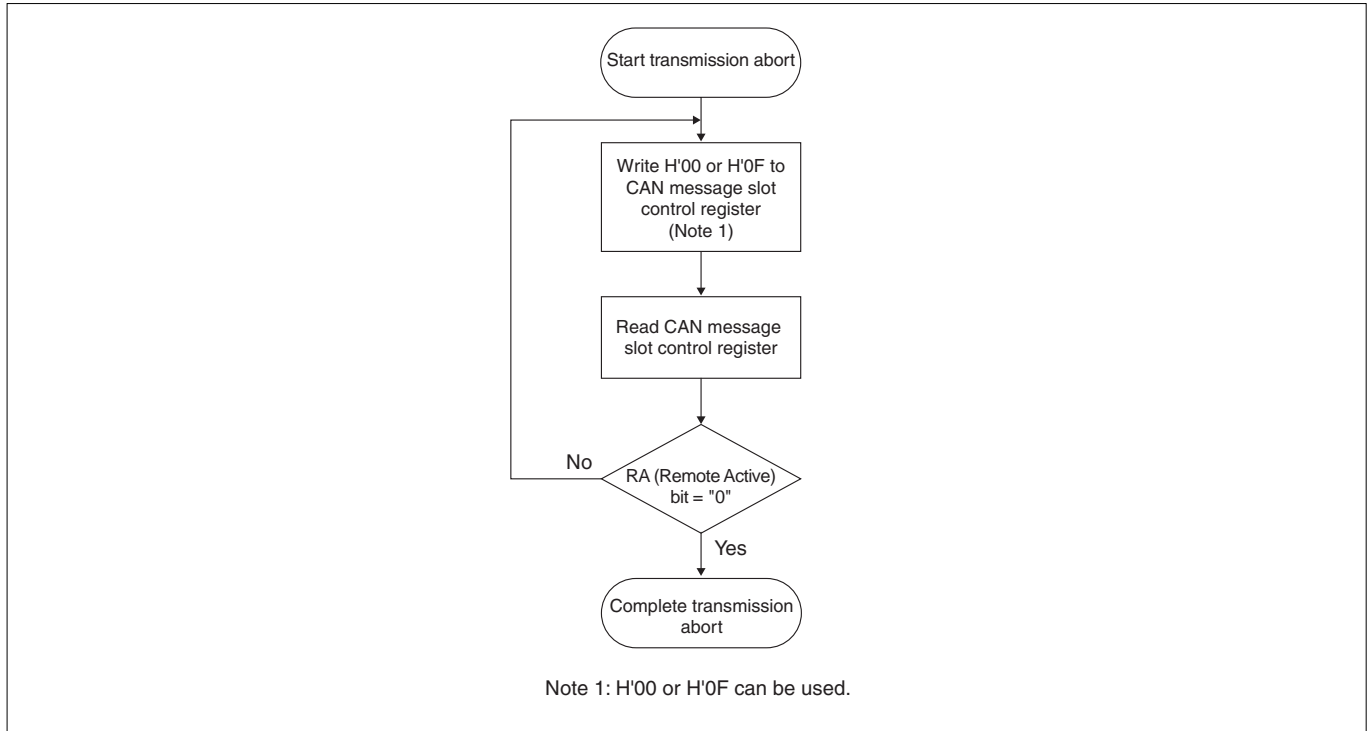 Start transmission abort
Write H'00 or H'0F to
CAN message slot
control register
(Note 1)
Read CAN message
slot control register
No
RA (Remote Active)
bit = "0"
Yes
Complete transmission
abort
Note 1: H'00 or H'0F can be used.